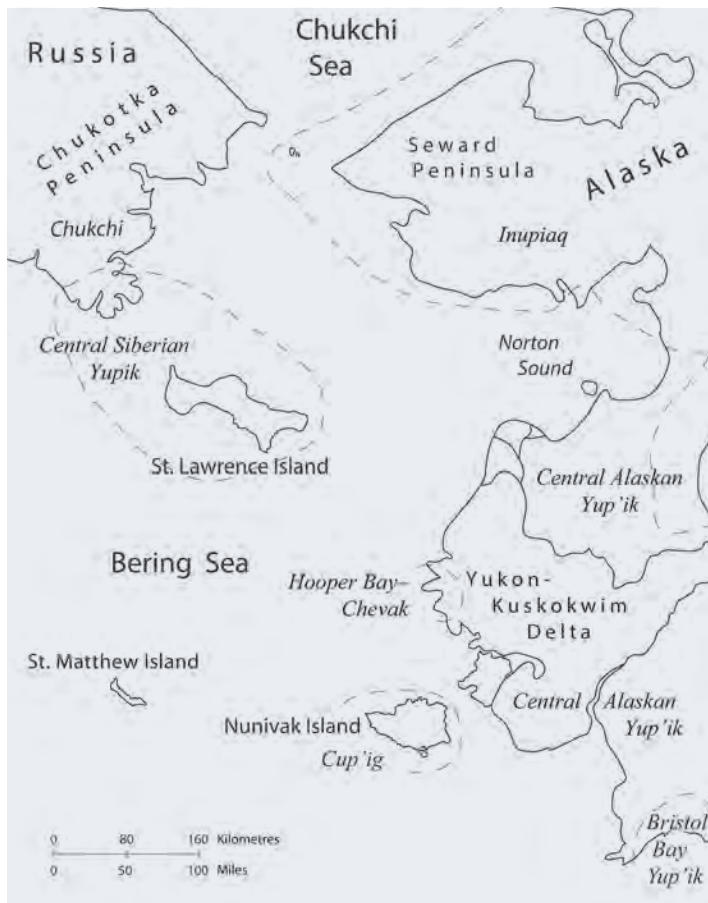 Chukchi
Sea
Russia
Chukotka
Peninsula
Seward
Peninsula
Alaska
Chukchi
Inupiaq
Central Siberian
Yupik
Norton
Sound
St. Lawrence Island
Central Alaskan
Yup'ik
Bering Sea
Hooper Bay–
Chevak
Yukon-
Kuskokwim
Delta
St. Matthew Island
Central Alaskan
Yup'ik
Nunivak Island
Cup'ig
Bristol
Bay
Yup'ik
0 80 160 Kilometres
0 50 100 Miles